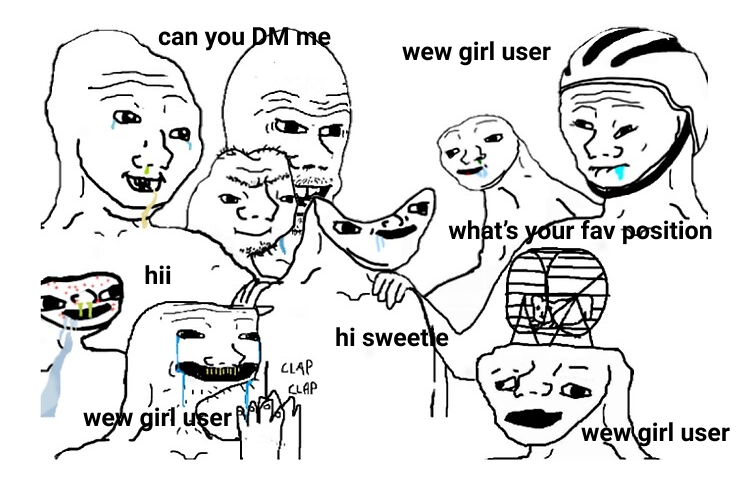 can you DM me
wew girl user
what's your fav position
hii
hi sweetie
CLAP
CLAP
wew girl user
wew girl user